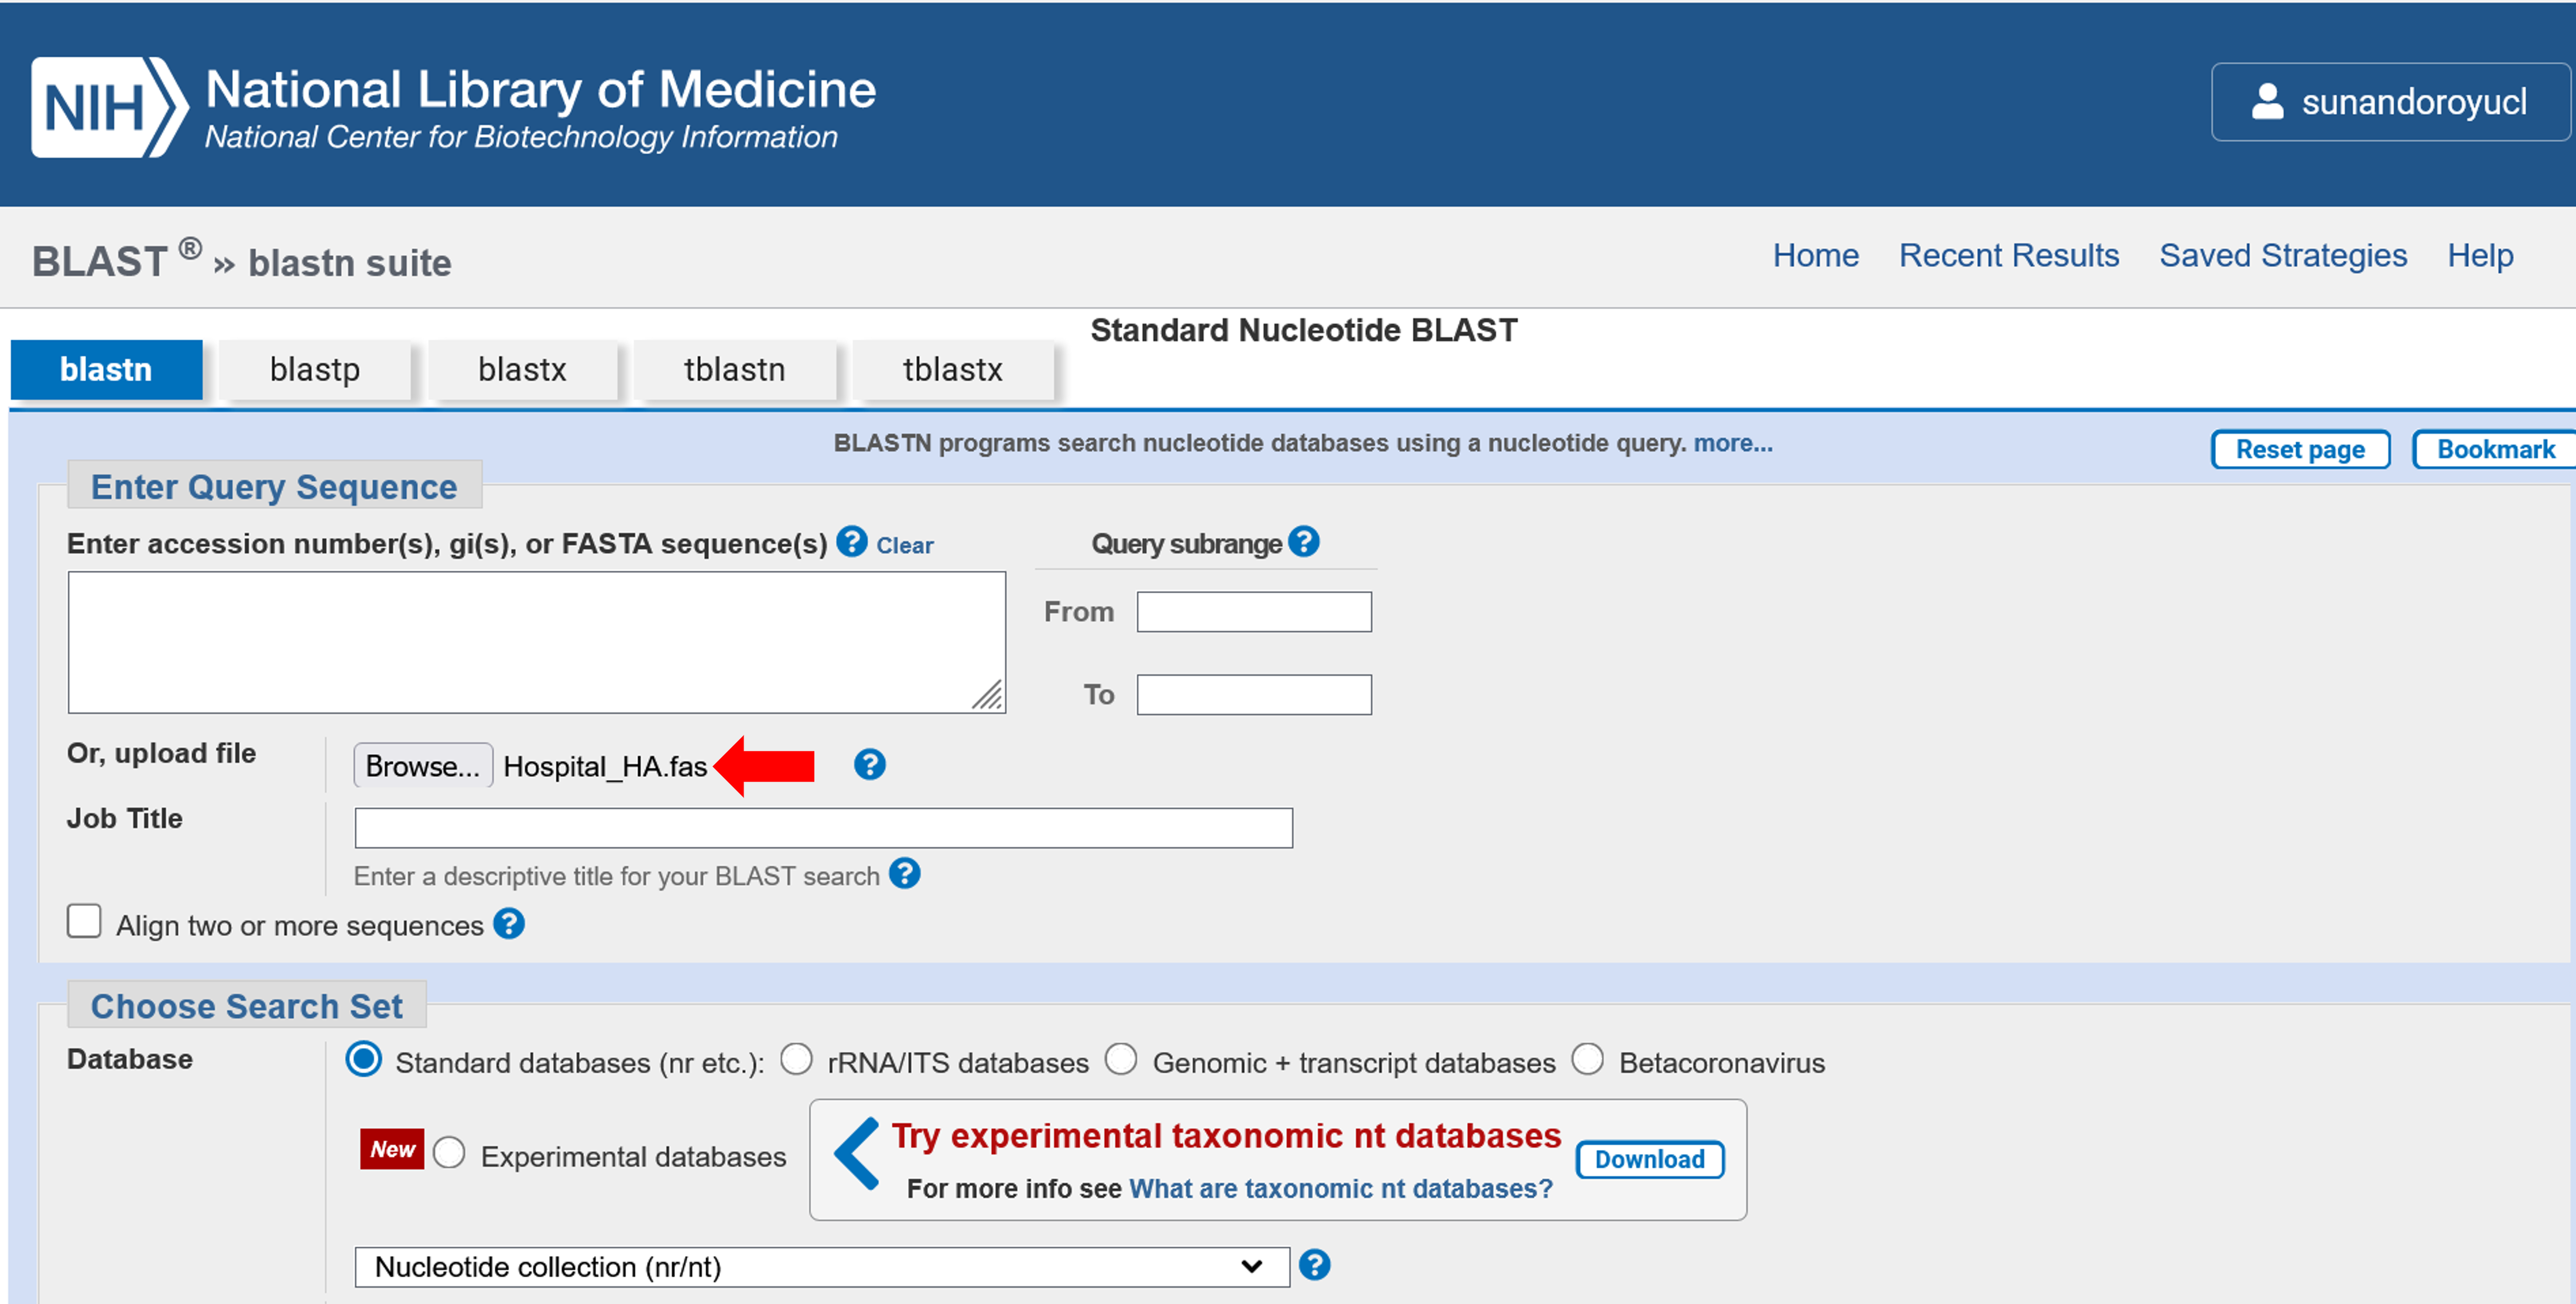 NIH National Library of Medicine
National Center for Biotechnology Information
sunandoroyucl
BLAST ® » blastn suite
Home Recent Results Saved Strategies Help
Standard Nucleotide BLAST
blastn blastp blastx tblastn tblastx
BLASTN programs search nucleotide databases using a nucleotide query. more...
Reset page Bookmark
Enter Query Sequence
Enter accession number(s), gi(s), or FASTA sequence(s) ? Clear
Query subrange ?
From
To
Or, upload file Browse... Hospital_HA.fas ?
Job Title
Enter a descriptive title for your BLAST search ?
Align two or more sequences ?
Choose Search Set
Database Standard databases (nr etc.): rRNA/ITS databases Genomic + transcript databases Betacoronavirus
New Experimental databases
Try experimental taxonomic nt databases
Download
For more info see What are taxonomic nt databases?
Nucleotide collection (nr/nt) ?